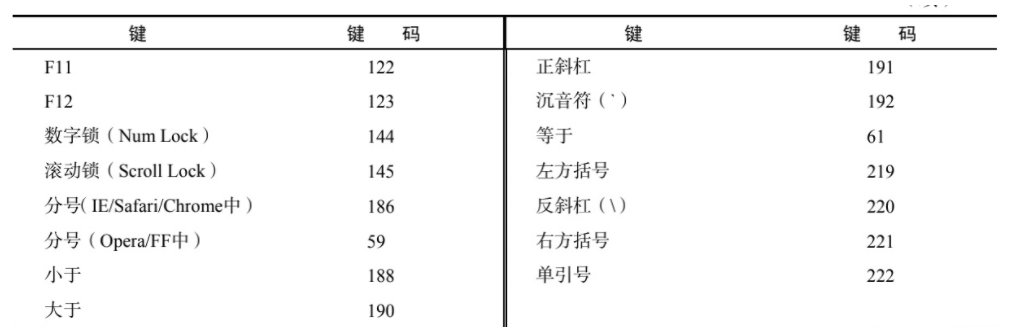 键 键 码 键 键 码
F11 122 正斜杠 191
F12 123 沉音符(`) 192
数字锁(Num Lock) 144 等于 61
滚动锁(Scroll Lock) 145 左方括号 219
分号(IE/Safari/Chrome中) 186 反斜杠(\) 220
分号(Opera/FF中) 59 右方括号 221
小于 188 单引号 222
大于 190